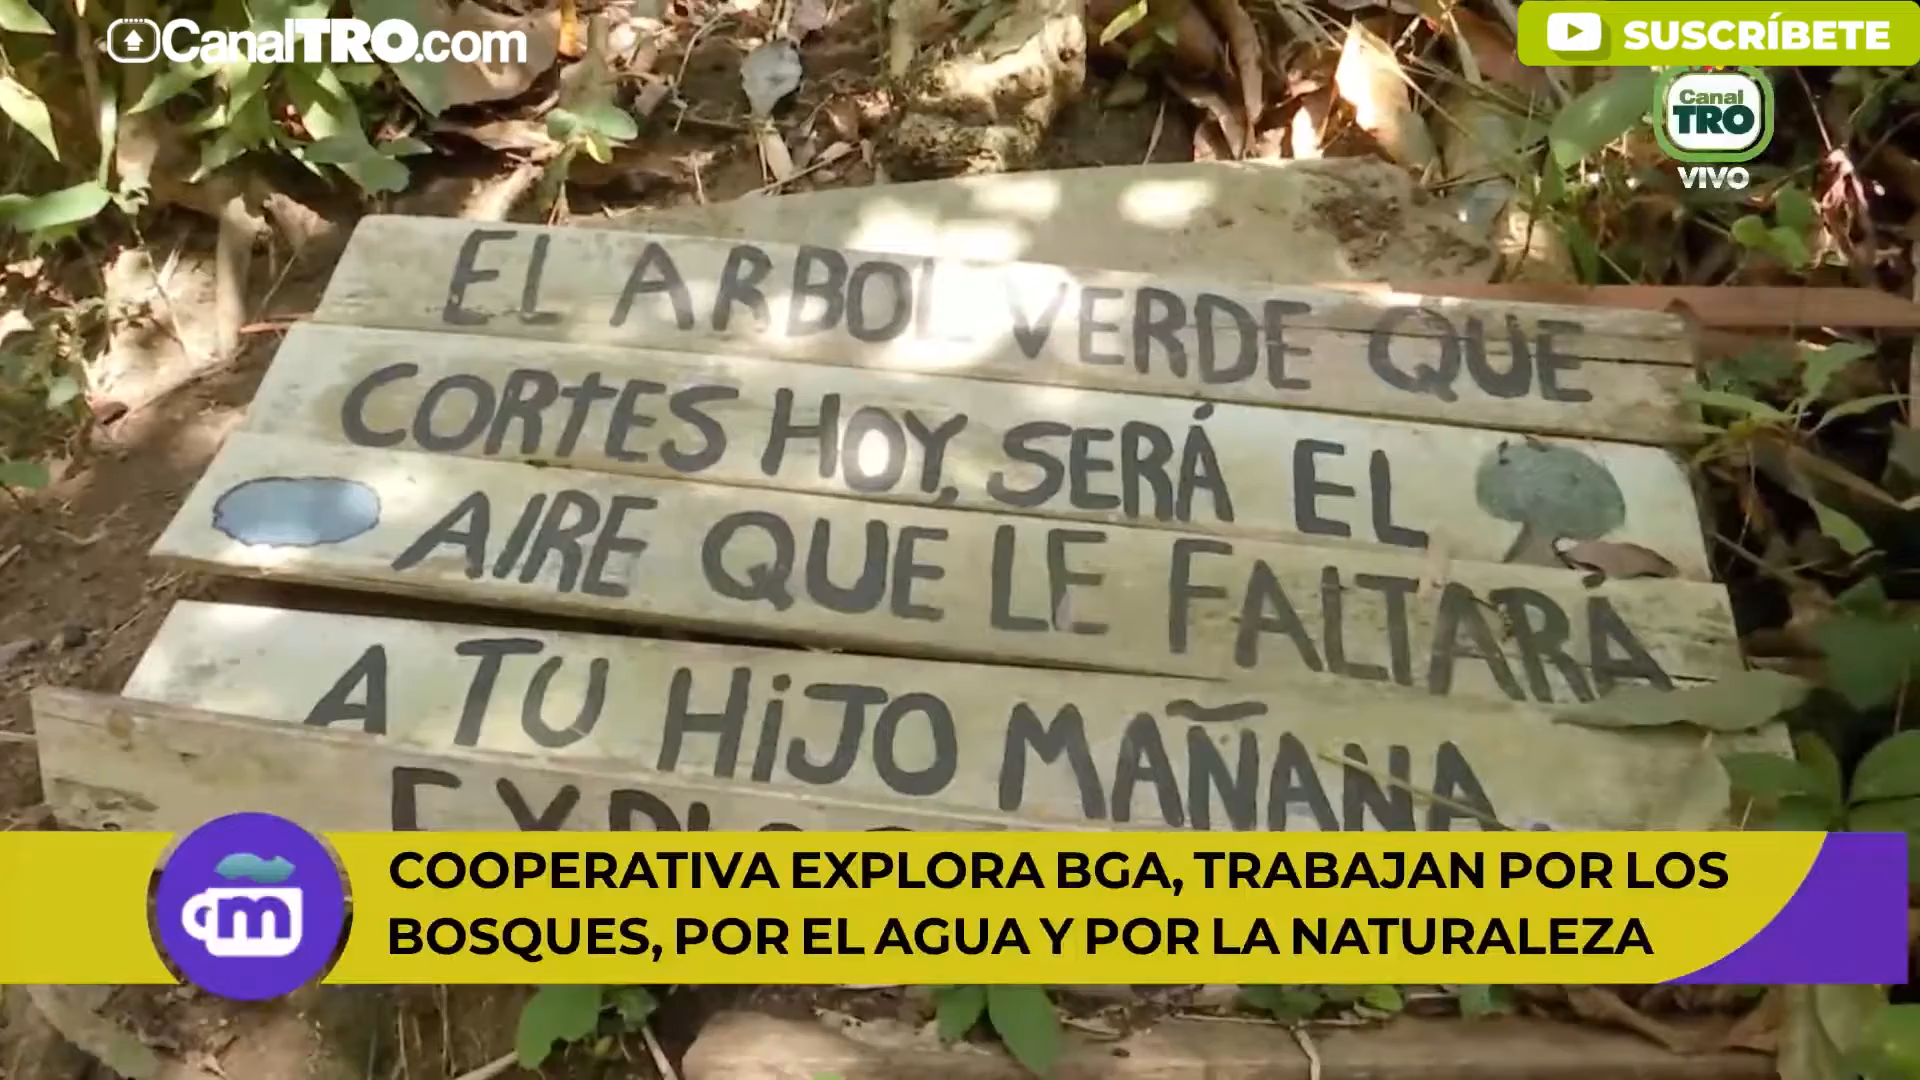 CanalTRO.com
SUSCRÍBETE
Canal
TRO
VIVO
EL ARBOL VERDE QUE
CORTES HOY, SERÁ EL
AIRE QUE LE FALTARÁ
A TU HIJO MAÑANA.
m
COOPERATIVA EXPLORA BGA, TRABAJAN POR LOS
BOSQUES, POR EL AGUA Y POR LA NATURALEZA